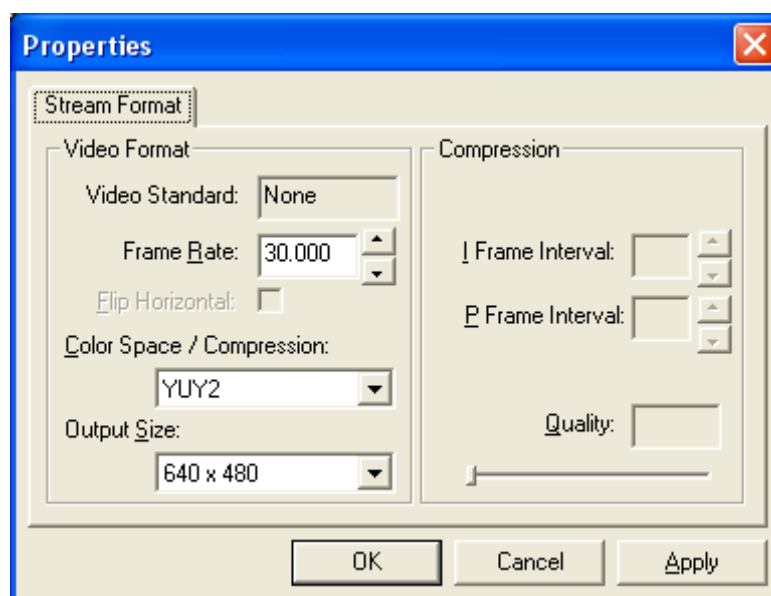 Properties
Stream Format
Video Format
Video Standard: None
Frame Rate: 30.000
Flip Horizontal:
Color Space / Compression:
YUY2
Output Size:
640 x 480
Compression
I Frame Interval:
P Frame Interval:
Quality:
OK
Cancel
Apply